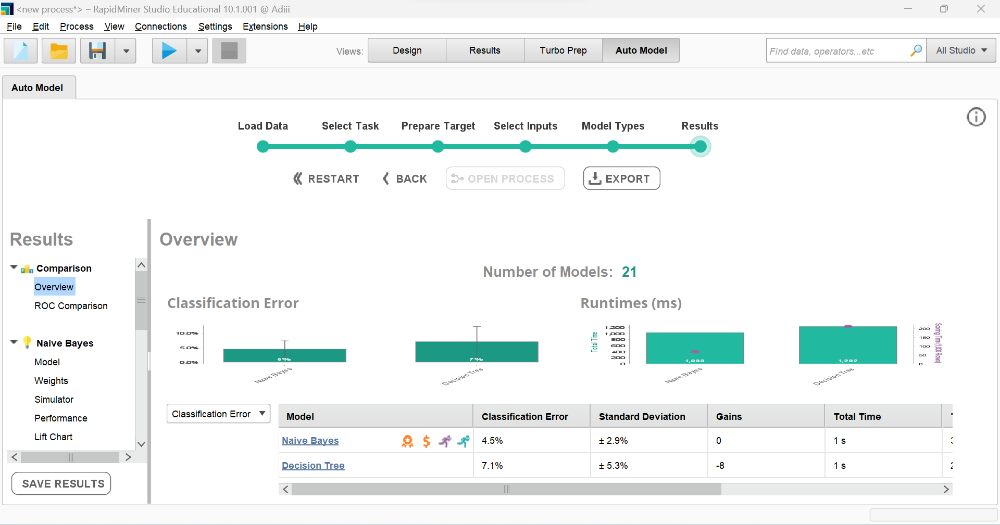 <new process*> – RapidMiner Studio Educational 10.1.001 @ Adiii
File Edit Process View Connections Settings Extensions Help
Views: Design Results Turbo Prep Auto Model Find data, operators...etc All Studio
Auto Model
Load Data Select Task Prepare Target Select Inputs Model Types Results
RESTART BACK OPEN PROCESS EXPORT
Results
Comparison
Overview
ROC Comparison
Naive Bayes
Model
Weights
Simulator
Performance
Lift Chart
SAVE RESULTS
Overview
Number of Models: 21
Classification Error
10.0%
5.0%
0.0%
5%
7%
Naive Bayes
Decision Tree
Runtimes (ms)
Total Time
1,200
1,000
800
600
400
200
0
1,033
1,232
Naive Bayes
Decision Tree
200
150
100
50
0
Scoring Time (1,000 Rows)
Classification Error
Model Classification Error Standard Deviation Gains Total Time
Naive Bayes 4.5% ± 2.9% 0 1 s
Decision Tree 7.1% ± 5.3% -8 1 s